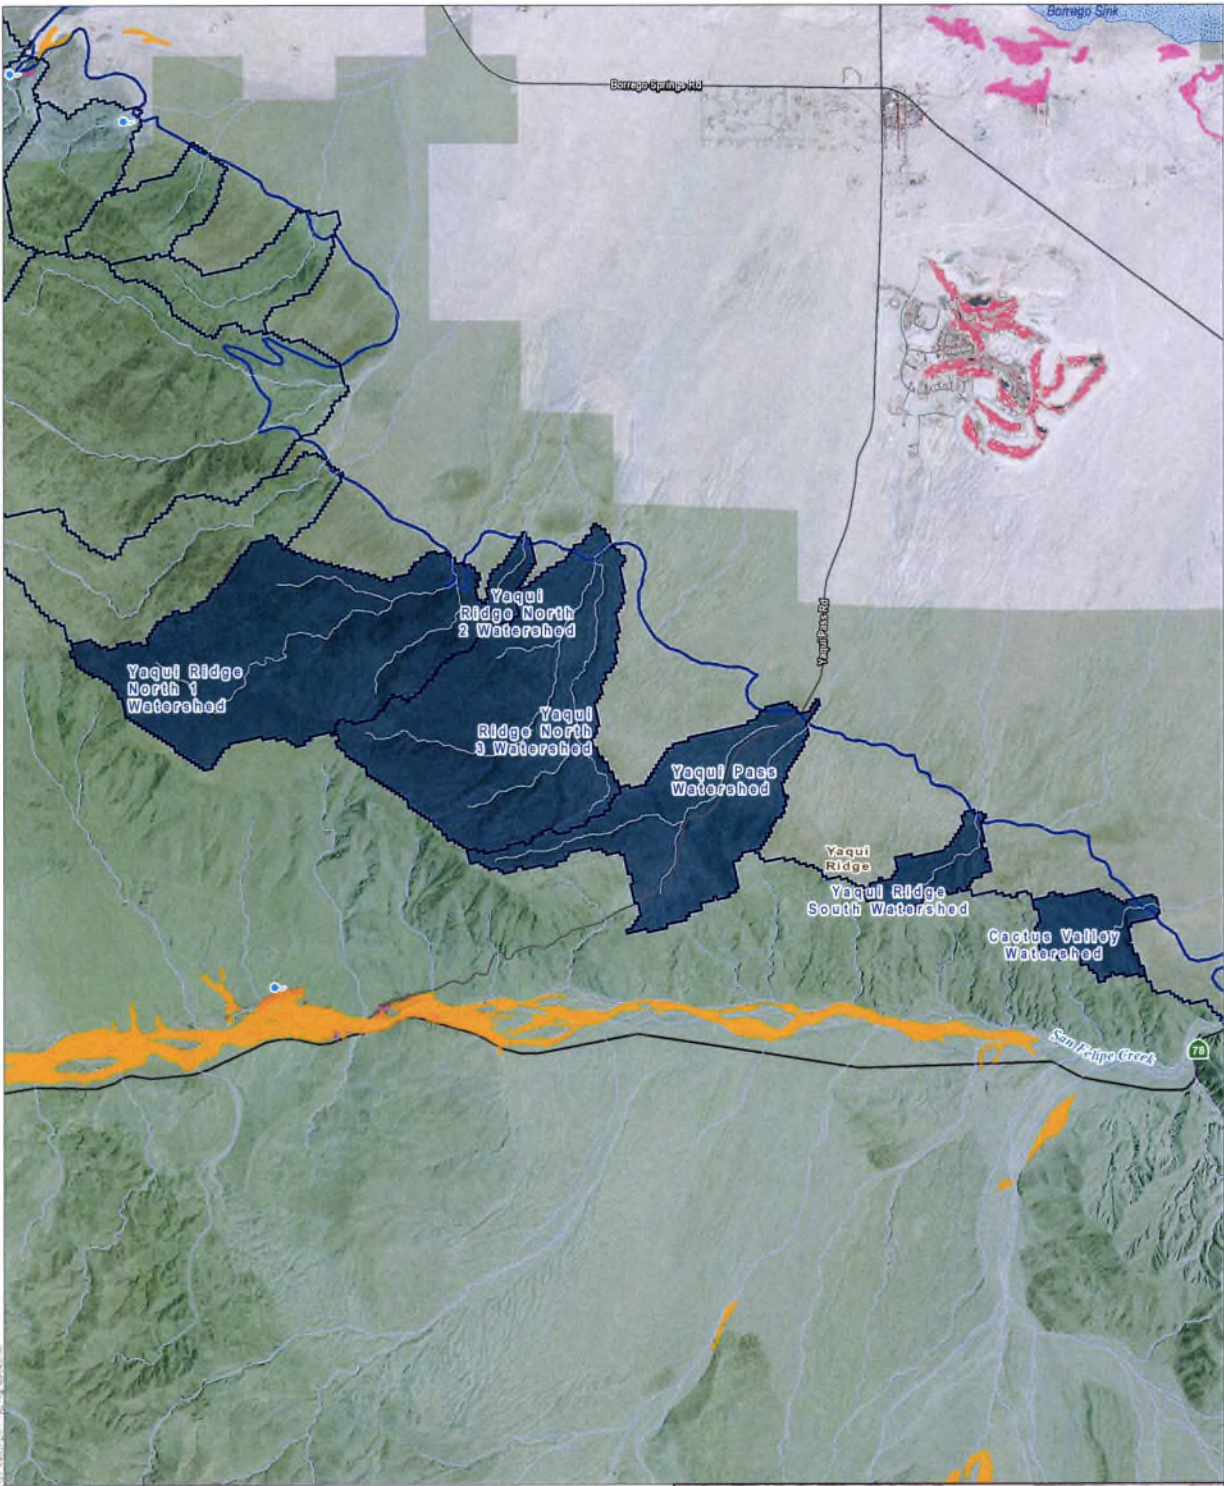 Borrego Sink
Borrego Springs Rd
Yaqui
Ridge North
2 Watershed
Yaqui Pass Rd
Yaqui Ridge
North 1
Watershed
Yaqui
Ridge North
3 Watershed
Yaqui Pass
Watershed
Yaqui
Ridge
Yaqui Ridge
South Watershed
Cactus Valley
Watershed
San Felipe Creek
78